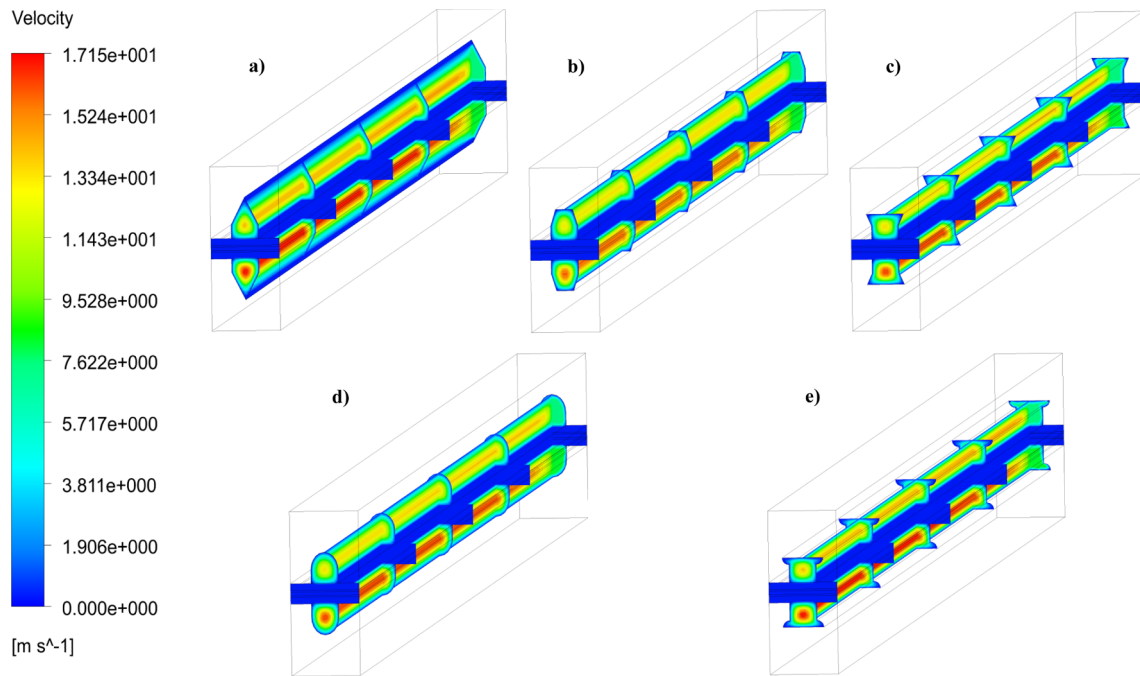 Velocity
1.715e+001
1.524e+001
1.334e+001
1.143e+001
9.528e+000
7.622e+000
5.717e+000
3.811e+000
1.906e+000
0.000e+000
[m s^-1]
a)
b)
c)
d)
e)